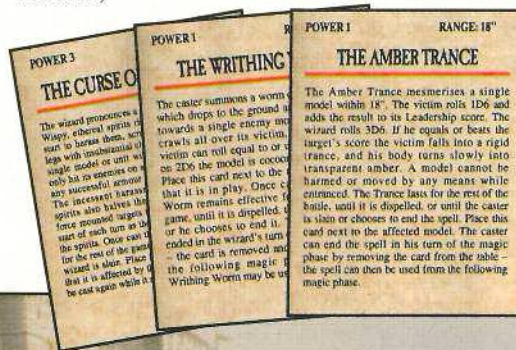 POWER 3
THE CURSE O
The wizard pronounces a
Wispy, ethereal spirits
start to harass them, scr
legs with insubstantial cl
single model or unit wi
only hit its enemies on
any successful armour
The incessant harass
spirits also halves the
force mounted targets
start of each turn as the
the spirits. Once cast
for the rest of the game
wizard is slain. Place
that it is affected by
be cast again while it
POWER 1
THE WRITHING
The caster summons a worm
which drops to the ground a
towards a single enemy mo
crawls all over its victim,
victim can roll equal to or
on 2D6 the model is cocoon
Place this card next to the
that it is in play. Once c
Worm remains effective f
game, until it is dispelled,
or he chooses to end it.
ended in the wizard's turn
– the card is removed and
the following magic p
Writhing Worm may be us
POWER 1 RANGE: 18"
THE AMBER TRANCE
The Amber Trance mesmerises a single
model within 18". The victim rolls 1D6 and
adds the result to its Leadership score. The
wizard rolls 3D6. If he equals or beats the
target's score the victim falls into a rigid
trance, and his body turns slowly into
transparent amber. A model cannot be
harmed or moved by any means while
entranced. The Trance lasts for the rest of the
battle, until it is dispelled, or until the caster
is slain or chooses to end the spell. Place this
card next to the affected model. The caster
can end the spell in his turn of the magic
phase by removing the card from the table –
the spell can then be used from the following
magic phase.